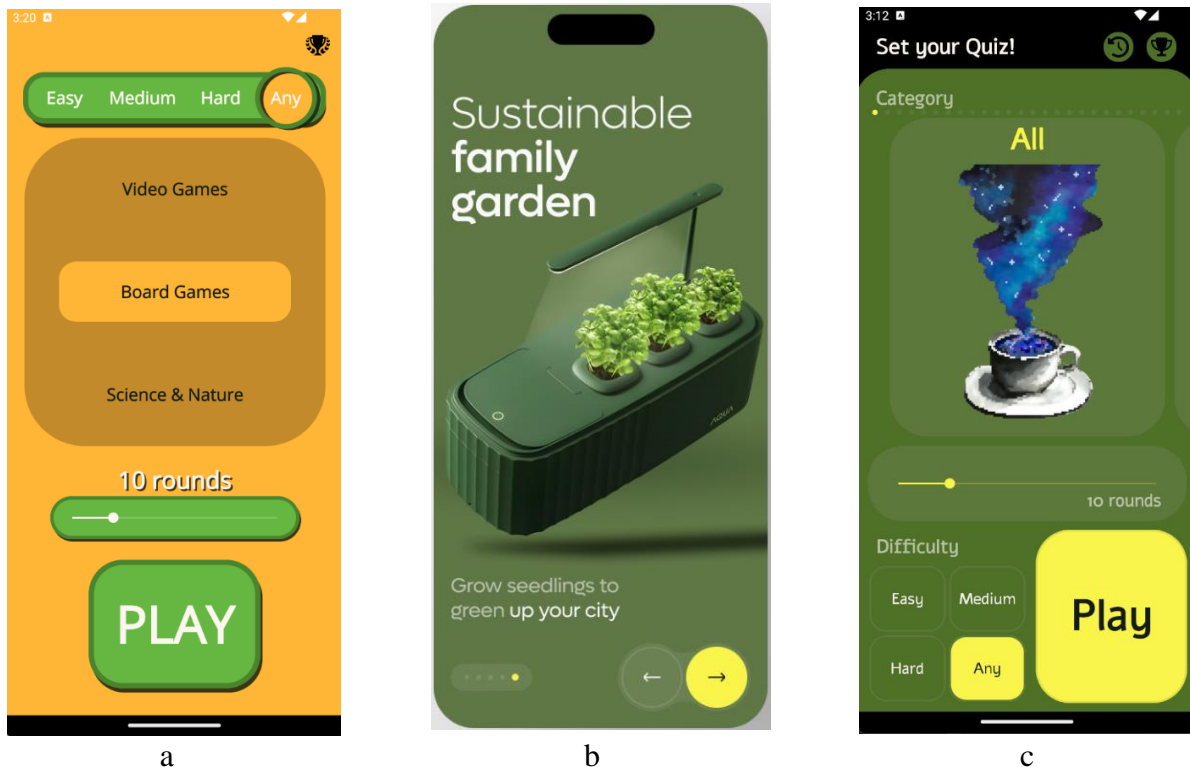 3:20
Easy Medium Hard Any
Video Games
Board Games
Science & Nature
10 rounds
PLAY
a
Sustainable
family
garden
AQUA
Grow seedlings to
green up your city
b
3:12
Set your Quiz!
Category
All
10 rounds
Difficulty
Easy Medium
Hard Any
Play
c